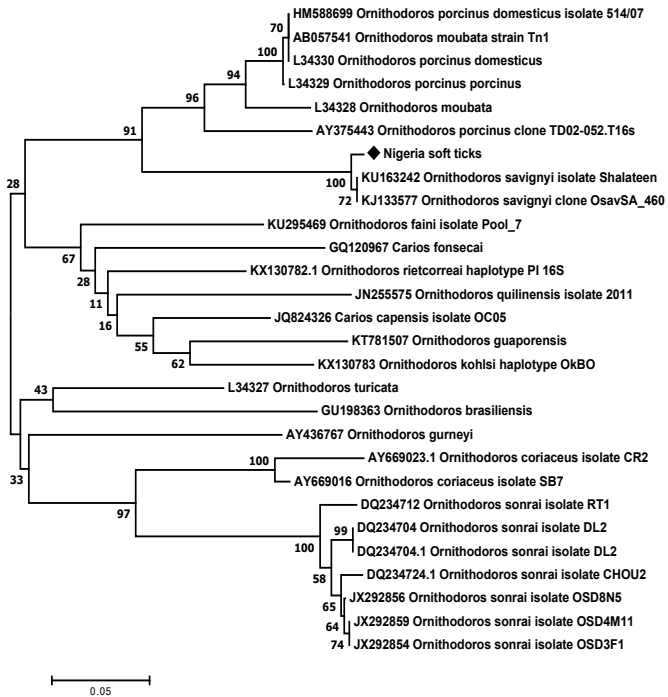 HM588699 Ornithodoros porcinus domesticus isolate 514/07
70
AB057541 Ornithodoros moubata strain Tn1
100
L34330 Ornithodoros porcinus domesticus
94
L34329 Ornithodoros porcinus porcinus
96
L34328 Ornithodoros moubata
91
AY375443 Ornithodoros porcinus clone TD02-052.T16s
Nigeria soft ticks
100
KU163242 Ornithodoros savignyi isolate Shalateen
28
72
KJ133577 Ornithodoros savignyi clone OsavSA_460
KU295469 Ornithodoros faini isolate Pool_7
67
GQ120967 Carios fonsecai
28
KX130782.1 Ornithodoros rietcorreai haplotype PI 16S
11
JN255575 Ornithodoros quilinensis isolate 2011
16
JQ824326 Carios capensis isolate OC05
55
KT781507 Ornithodoros guaporensis
62
KX130783 Ornithodoros kohlsi haplotype OkBO
43
L34327 Ornithodoros turicata
GU198363 Ornithodoros brasiliensis
AY436767 Ornithodoros gurneyi
33
100
AY669023.1 Ornithodoros coriaceus isolate CR2
AY669016 Ornithodoros coriaceus isolate SB7
97
DQ234712 Ornithodoros sonrai isolate RT1
99
DQ234704 Ornithodoros sonrai isolate DL2
100
DQ234704.1 Ornithodoros sonrai isolate DL2
58
DQ234724.1 Ornithodoros sonrai isolate CHOU2
65
JX292856 Ornithodoros sonrai isolate OSD8N5
64
JX292859 Ornithodoros sonrai isolate OSD4M11
74
JX292854 Ornithodoros sonrai isolate OSD3F1
0.05